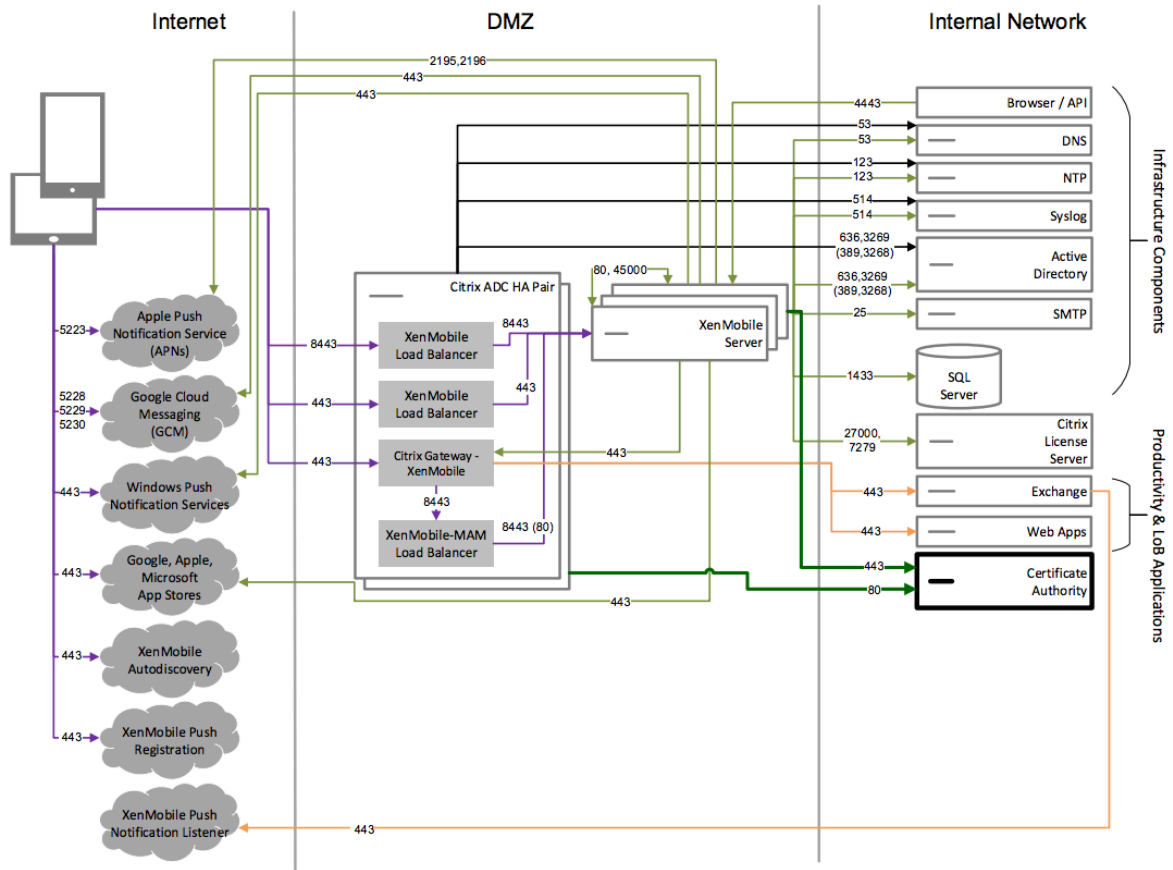 Internet
DMZ
Internal Network
2195,2196
443
443
4443
Browser / API
53
53
DNS
123
123
NTP
514
514
Syslog
636,3269
(389,3268)
636,3269
(389,3268)
Active
Directory
25
SMTP
1433
SQL
Server
27000,
7279
Citrix
License
Server
443
Exchange
443
Web Apps
443
80
Certificate
Authority
Infrastructure Components
Productivity & LoB Applications
80, 45000
XenMobile
Server
Citrix ADC HA Pair
8443
XenMobile
Load Balancer
8443
443
XenMobile
Load Balancer
443
443
Citrix Gateway -
XenMobile
443
8443
XenMobile-MAM
Load Balancer
8443 (80)
443
5223
Apple Push
Notification Service
(APNs)
5228
5229
5230
Google Cloud
Messaging
(GCM)
443
Windows Push
Notification Services
443
Google, Apple,
Microsoft
App Stores
443
XenMobile
Autodiscovery
443
XenMobile Push
Registration
XenMobile Push
Notification Listener
443